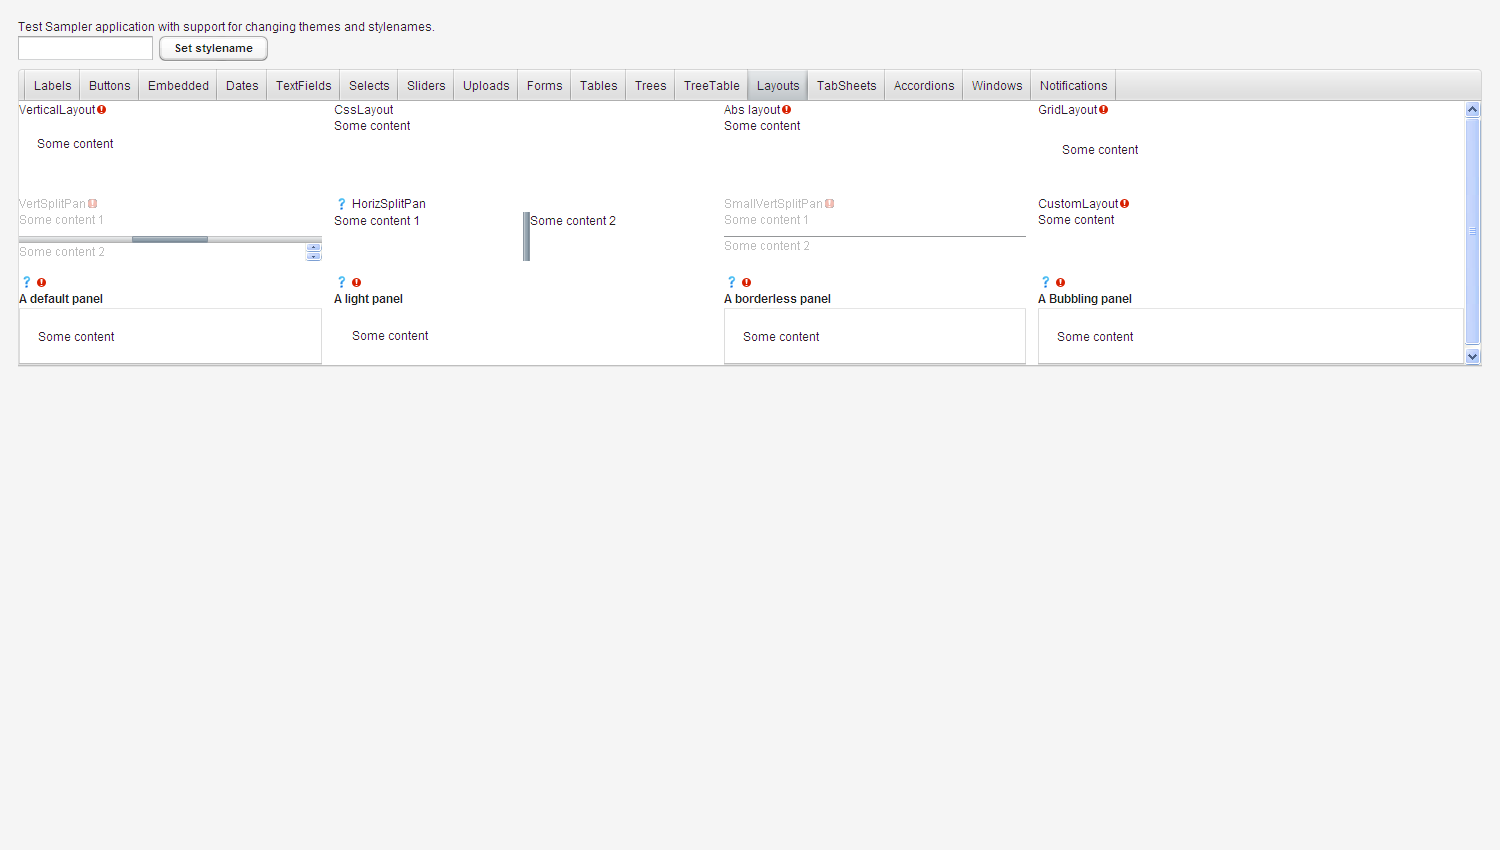 Test Sampler application with support for changing themes and stylenames.
Set stylename
Labels Buttons Embedded Dates TextFields Selects Sliders Uploads Forms Tables Trees TreeTable Layouts TabSheets Accordions Windows Notifications
VerticalLayout CssLayout Abs layout GridLayout
Some content Some content
Some content Some content
VertSplitPan HorizSplitPan SmallVertSplitPan CustomLayout
Some content 1 Some content 1 Some content 2 Some content 1 Some content
Some content 2 Some content 2
A default panel A light panel A borderless panel A Bubbling panel
Some content Some content Some content Some content